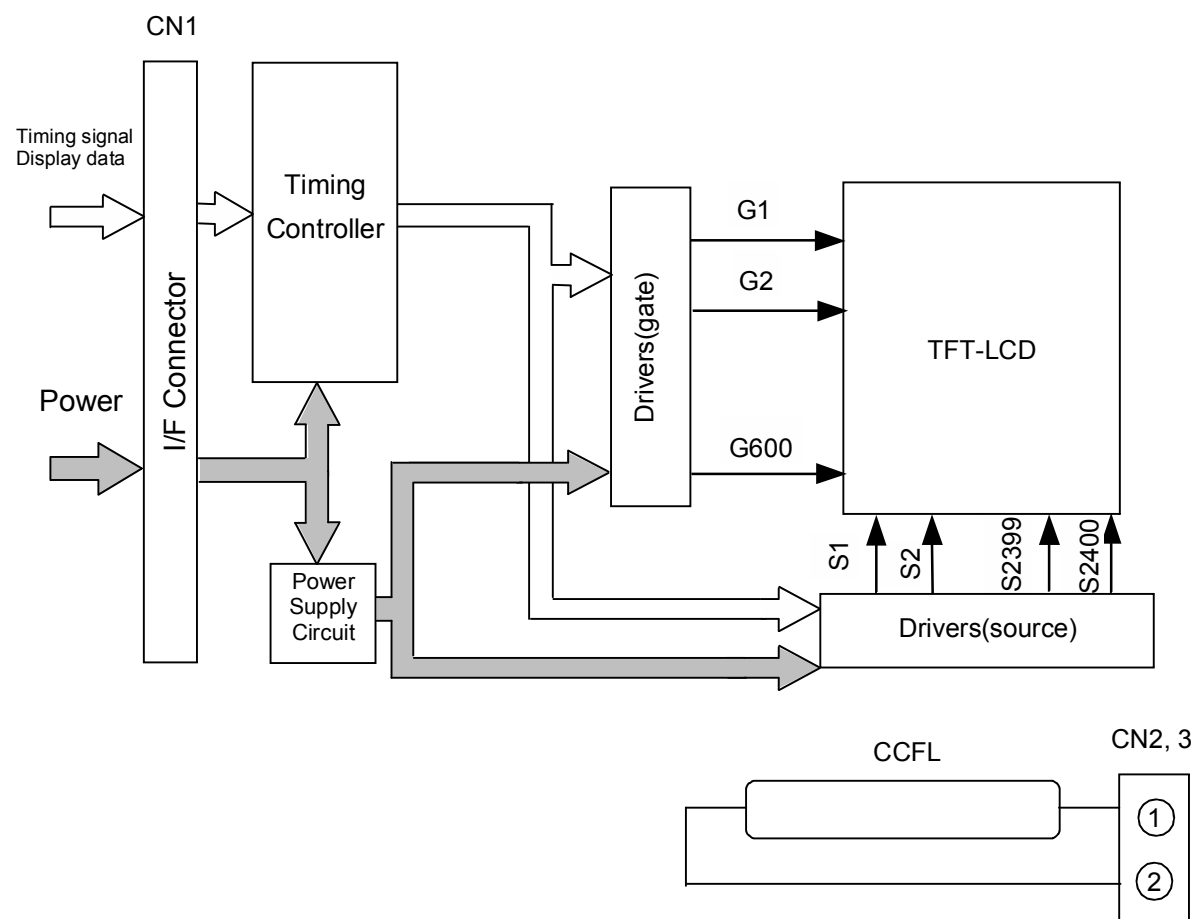 CN1
Timing signal
Display data
Power
I/F Connector
Timing
Controller
Power
Supply
Circuit
Drivers(gate)
G1
G2
G600
TFT-LCD
S1
S2
S2399
S2400
Drivers(source)
CCFL
CN2, 3
1
2